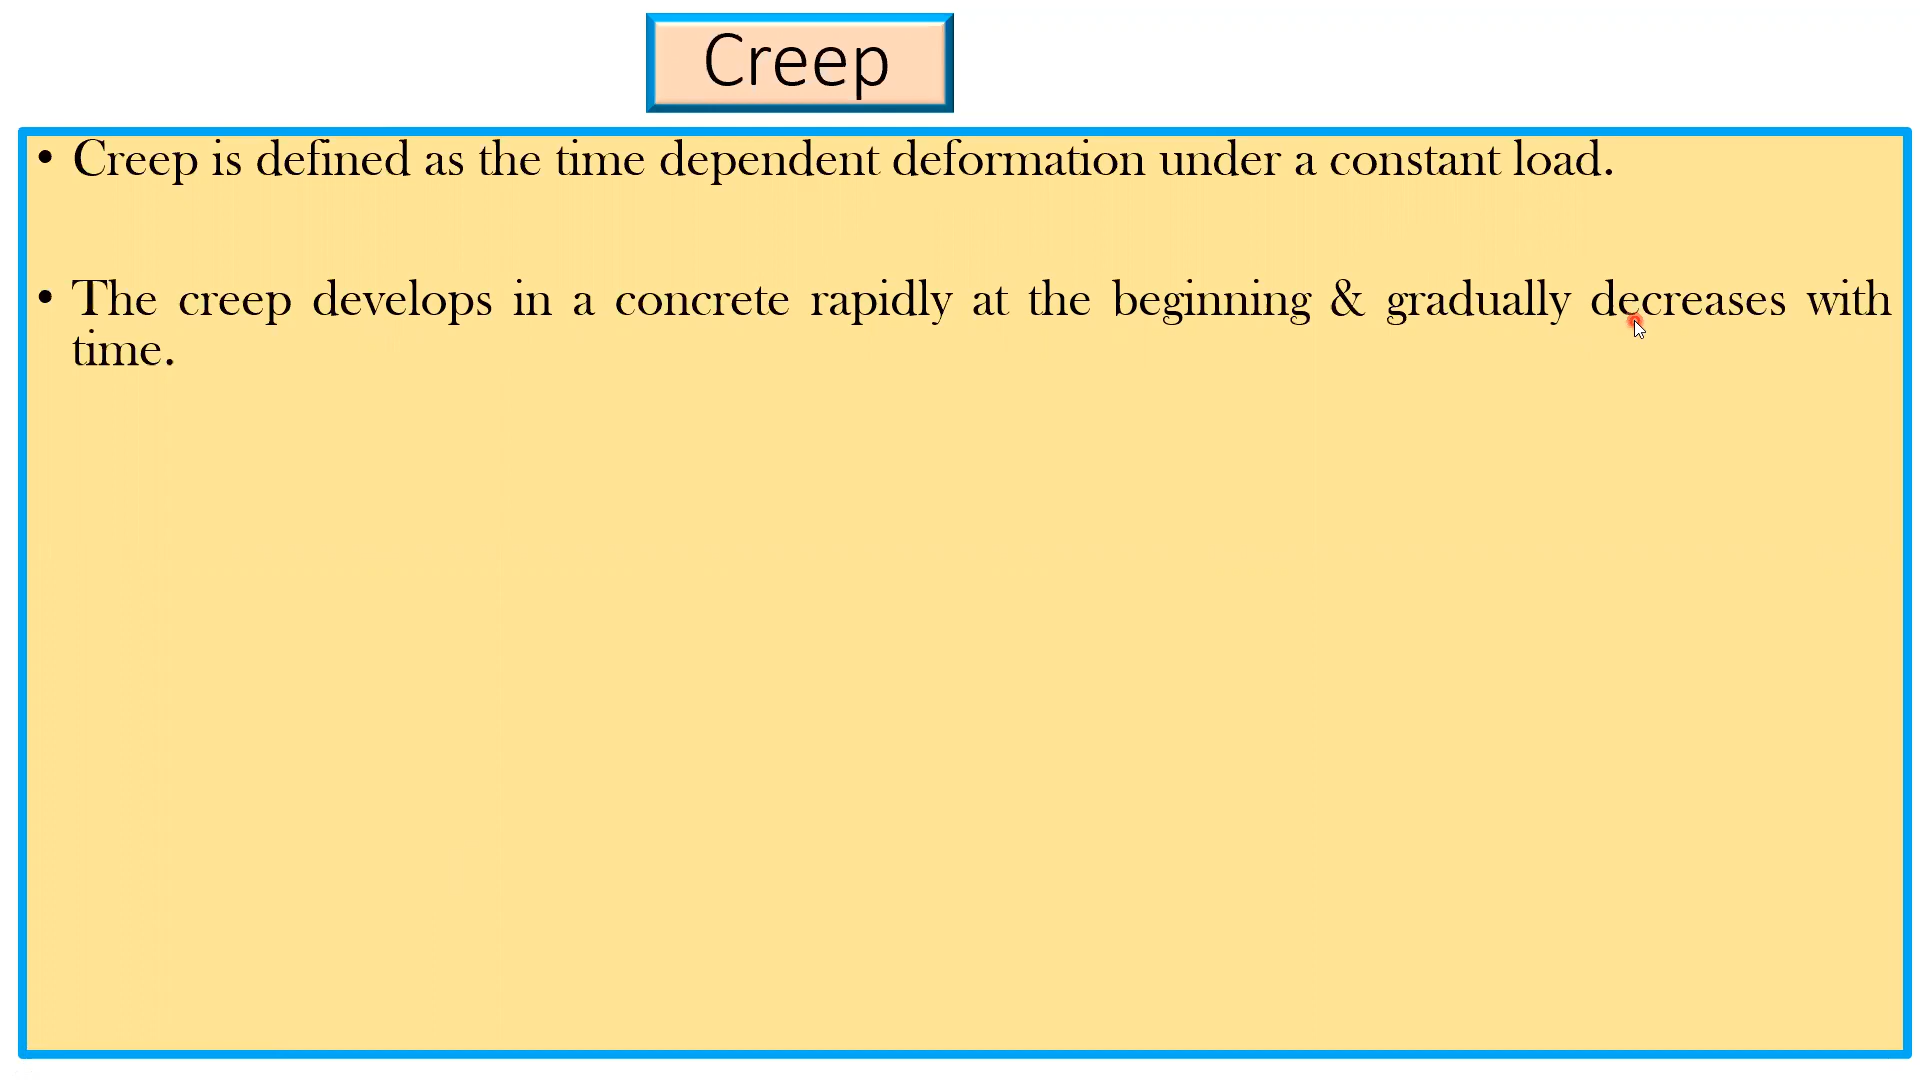 Creep
• Creep is defined as the time dependent deformation under a constant load.
• The creep develops in a concrete rapidly at the beginning & gradually decreases with
time.